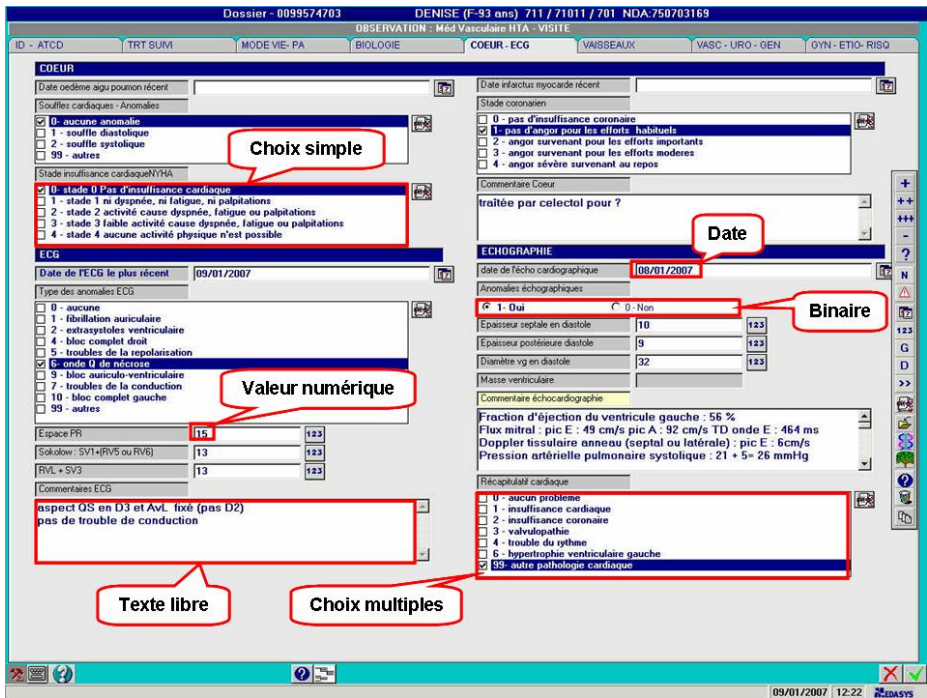 Dossier - 0099574703 DENISE (F-93 ans) 711 / 71011 / 701 NDA:750703169
OBSERVATION : Méd Vasculaire HTA - VISITE
ID - ATCD TRT SUIVI MODE VIE- PA BIOLOGIE COEUR - ECG VAISSEAUX VASC - URO - GEN GYN - ETIO- RISQ
COEUR
Date oedème aigu poumon récent
Souffles cardiaques - Anomalies
0- aucune anomalie
1 - souffle diastolique
2 - souffle systolique
99 - autres
Choix simple
Stade insuffisance cardiaqueNYHA
0- stade 0 Pas d'insuffisance cardiaque
1 - stage 1 ni dyspnée, ni fatigue, ni palpitations
2 - stade 2 activité cause dyspnée, fatigue ou palpitations
3 - stade 3 faible activité cause dyspnée, fatigue ou palpitations
4 - stade 4 aucune activité physique n'est possible
ECG
Date de l'ECG le plus récent 09/01/2007
Type des anomalies ECG
0 - aucune
1 - fibrillation auriculaire
2 - extrasystoles ventriculaire
4 - bloc complet droit
5 - troubles de la repolarisation
6- onde Q de nécrose
9 - bloc auriculo-ventriculaire
7 - troubles de la conduction
10 - bloc complet gauche
99 - autres
Valeur numérique
Espace PR 15 123
Sokolow : SV1+(RV5 ou RV6) 13 123
RVL + SV3 13 123
Commentaires ECG
aspect QS en D3 et AvL fixé (pas D2)
pas de trouble de conduction
Texte libre
Date infarctus myocarde récent
Stade coronarien
0 - pas d'insuffisance coronaire
1- pas d'angor pour les efforts habituels
2 - angor survenant pour les efforts importants
3 - angor survenant pour les efforts moderes
4 - angor sévère survenant au repos
Commentaire Coeur
traîtée par celectol pour ?
Date
ECHOGRAPHIE
date de l'écho cardiographique 08/01/2007
Anomalies échographiques
1- Oui 0 - Non
Binaire
Epaisseur septale en diastole 10 123
Epaisseur postérieure diastole 9 123
Diamètre vg en diastole 32 123
Masse ventriculaire
Commentaire échocardiographie
Fraction d'éjection du ventricule gauche : 56 %
Flux mitral : pic E : 49 cm/s pic A : 92 cm/s TD onde E : 464 ms
Doppler tissulaire anneau (septal ou latérale) : pic E : 6cm/s
Pression artérielle pulmonaire systolique : 21 + 5= 26 mmHg
Récapitulatif cardiaque
0 - aucun problème
1 - insuffisance cardiaque
2 - insuffisance coronaire
3 - valvulopathie
4 - trouble du rythme
6 - hypertrophie ventriculaire gauche
99- autre pathologie cardiaque
Choix multiples
+
++
+++
-
?
N
123
G
D
>>
09/01/2007 12:22 MEDASYS